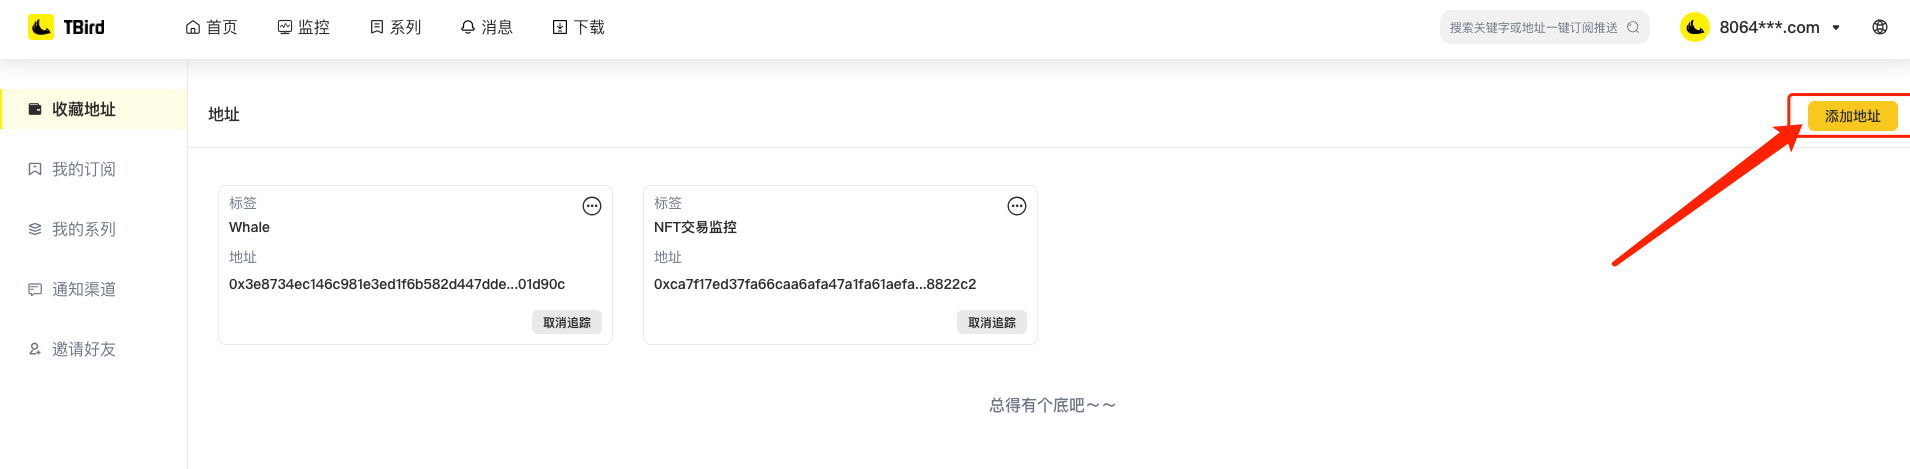 TBird 首页 监控 系列 消息 下载 搜索关键字或地址一键订阅推送 8064***.com
收藏地址
我的订阅
我的系列
通知渠道
邀请好友
地址 添加地址
标签
Whale
地址
0x3e8734ec146c981e3ed1f6b582d447dde...01d90c
取消追踪
标签
NFT交易监控
地址
0xca7f17ed37fa66caa6afa47a1fa61aefa...8822c2
取消追踪
总得有个底吧～～